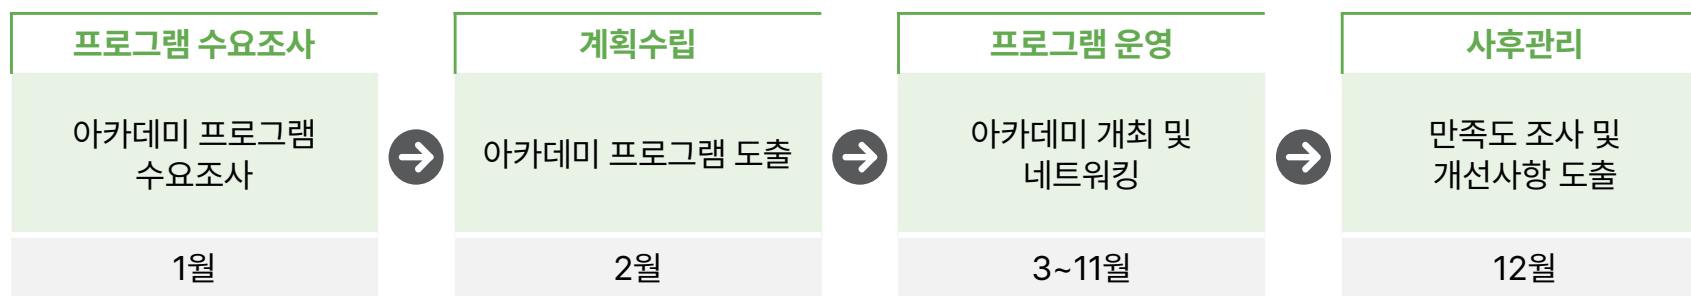 프로그램 수요조사
아카데미 프로그램
수요조사
1월
계획수립
아카데미 프로그램 도출
2월
프로그램 운영
아카데미 개최 및
네트워킹
3~11월
사후관리
만족도 조사 및
개선사항 도출
12월